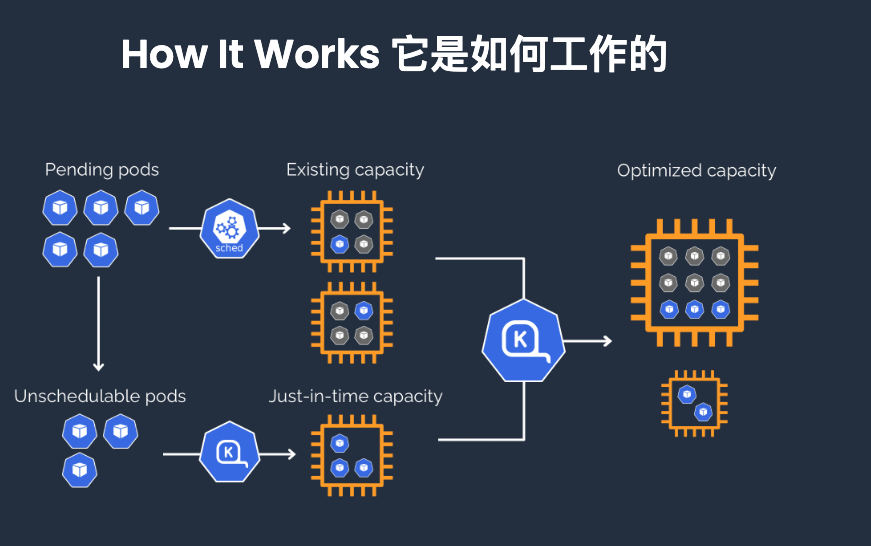 How It Works 它是如何工作的
Pending pods
Existing capacity
Optimized capacity
sched
Unschedulable pods
Just-in-time capacity
K
K